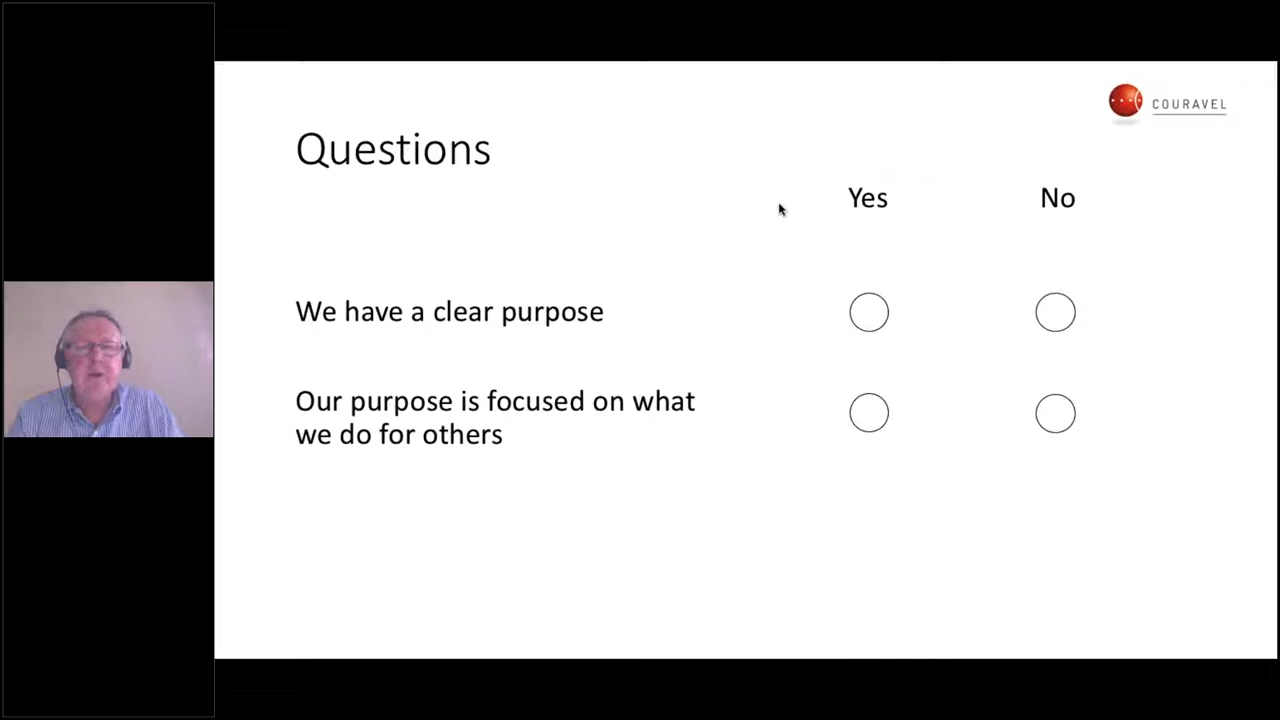 COURAVEL
Questions
Yes No
We have a clear purpose
Our purpose is focused on what
we do for others